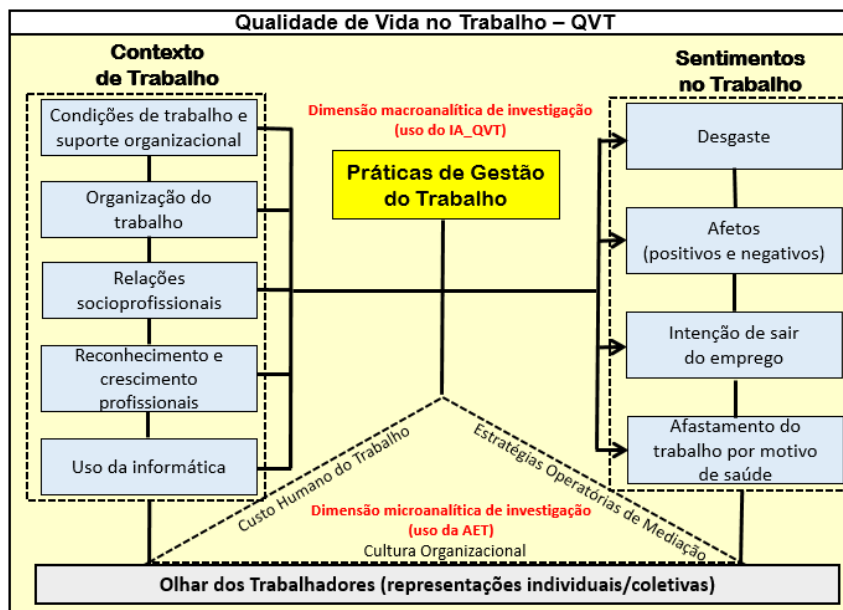 Qualidade de Vida no Trabalho – QVT
Contexto
de Trabalho
Condições de trabalho e
suporte organizacional
Organização do
trabalho
Relações
socioprofissionais
Reconhecimento e
crescimento
profissionais
Uso da informática
Dimensão macroanalítica de investigação
(uso do IA_QVT)
Práticas de Gestão
do Trabalho
Sentimentos
no Trabalho
Desgaste
Afetos
(positivos e negativos)
Intenção de sair
do emprego
Afastamento do
trabalho por motivo
de saúde
Custo Humano do Trabalho
Estratégias Operatórias de Mediação
Dimensão microanalítica de investigação
(uso da AET)
Cultura Organizacional
Olhar dos Trabalhadores (representações individuais/coletivas)